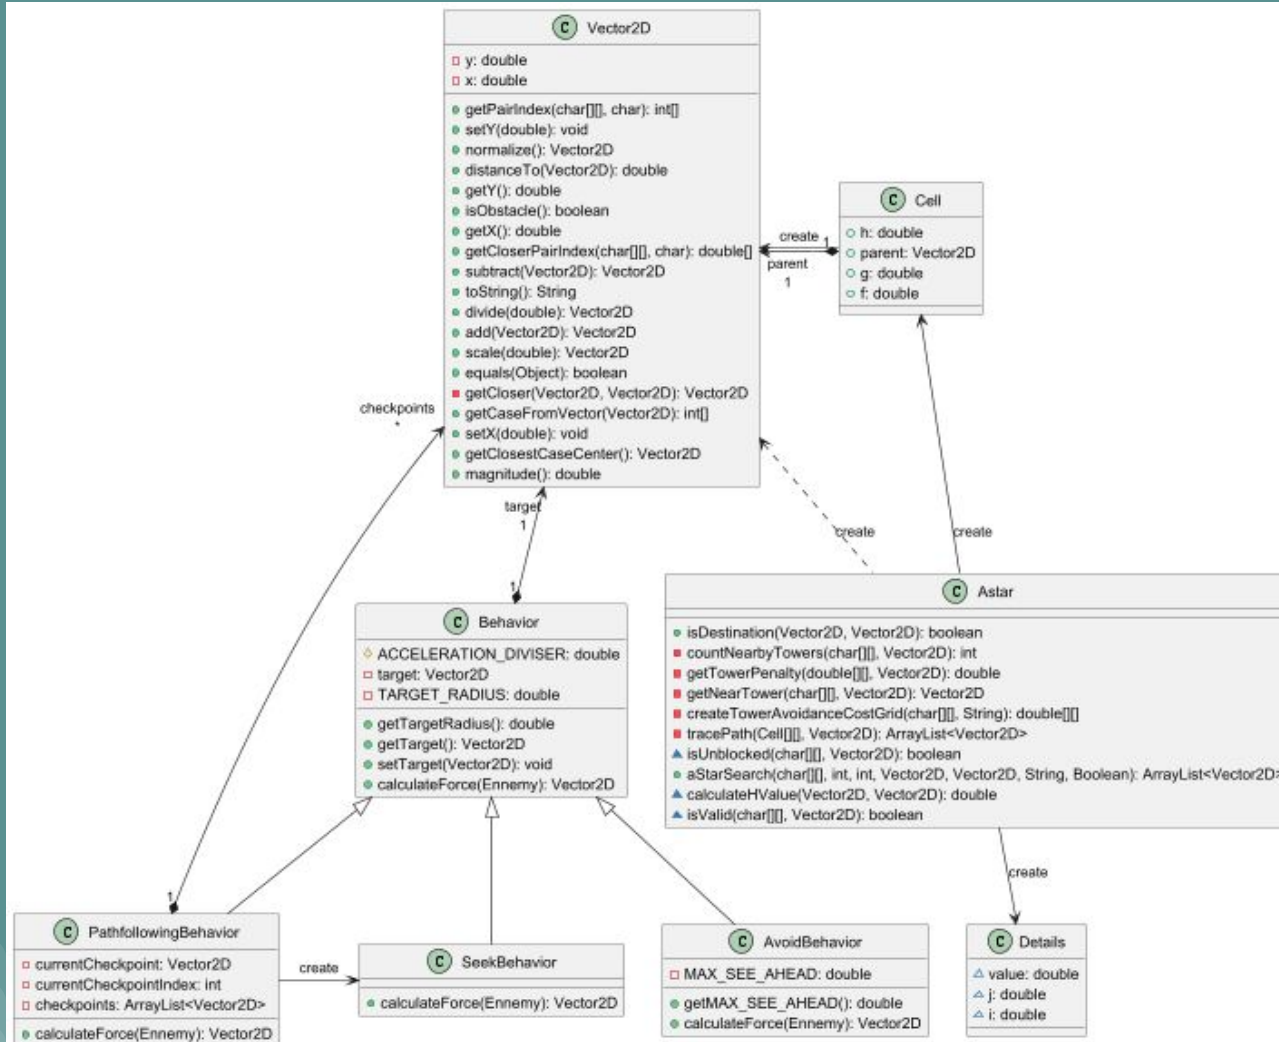 C Vector2D
y: double
x: double
getPairIndex(char[][], char): int[]
setY(double): void
normalize(): Vector2D
distanceTo(Vector2D): double
getY(): double
isObstacle(): boolean
getX(): double
getCloserPairIndex(char[][], char): double[]
subtract(Vector2D): Vector2D
toString(): String
divide(double): Vector2D
add(Vector2D): Vector2D
scale(double): Vector2D
equals(Object): boolean
getCloser(Vector2D, Vector2D): Vector2D
getCaseFromVector(Vector2D): int[]
setX(double): void
getClosestCaseCenter(): Vector2D
magnitude(): double
C Cell
h: double
parent: Vector2D
g: double
f: double
create 1
parent
1
checkpoints
*
target
1
1
create
create
C Behavior
ACCELERATION_DIVISER: double
target: Vector2D
TARGET_RADIUS: double
getTargetRadius(): double
getTarget(): Vector2D
setTarget(Vector2D): void
calculateForce(Ennemy): Vector2D
C Astar
isDestination(Vector2D, Vector2D): boolean
countNearbyTowers(char[][], Vector2D): int
getTowerPenalty(double[][], Vector2D): double
getNearTower(char[][], Vector2D): Vector2D
createTowerAvoidanceCostGrid(char[][], String): double[][]
tracePath(Cell[][], Vector2D): ArrayList<Vector2D>
isUnblocked(char[][], Vector2D): boolean
aStarSearch(char[][], int, int, Vector2D, Vector2D, String, Boolean): ArrayList<Vector2D>
calculateHValue(Vector2D, Vector2D): double
isValid(char[][], Vector2D): boolean
create
1
C PathfollowingBehavior
currentCheckpoint: Vector2D
currentCheckpointIndex: int
checkpoints: ArrayList<Vector2D>
calculateForce(Ennemy): Vector2D
create
C SeekBehavior
calculateForce(Ennemy): Vector2D
C AvoidBehavior
MAX_SEE_AHEAD: double
getMAX_SEE_AHEAD(): double
calculateForce(Ennemy): Vector2D
C Details
value: double
j: double
i: double